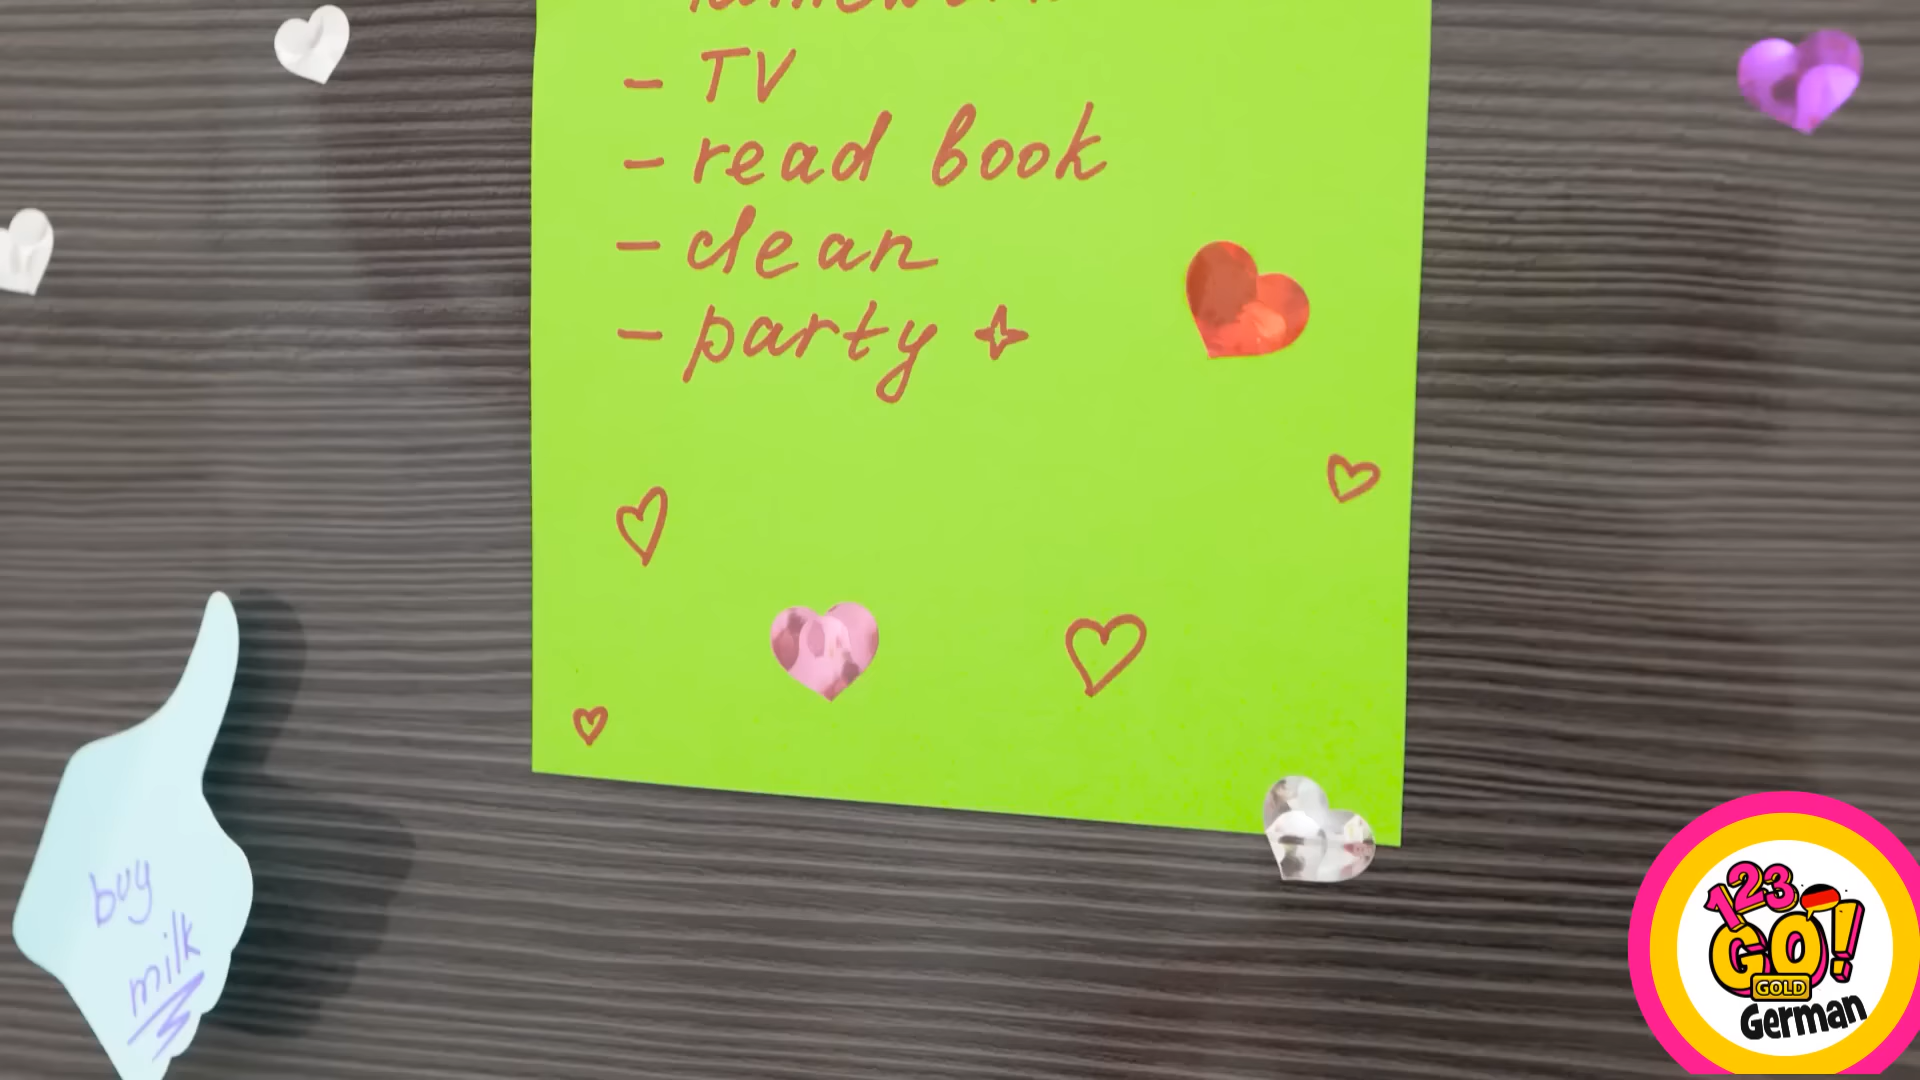 - TV
- read book
- clean
- party
buy
milk
123
GO!
GOLD
German